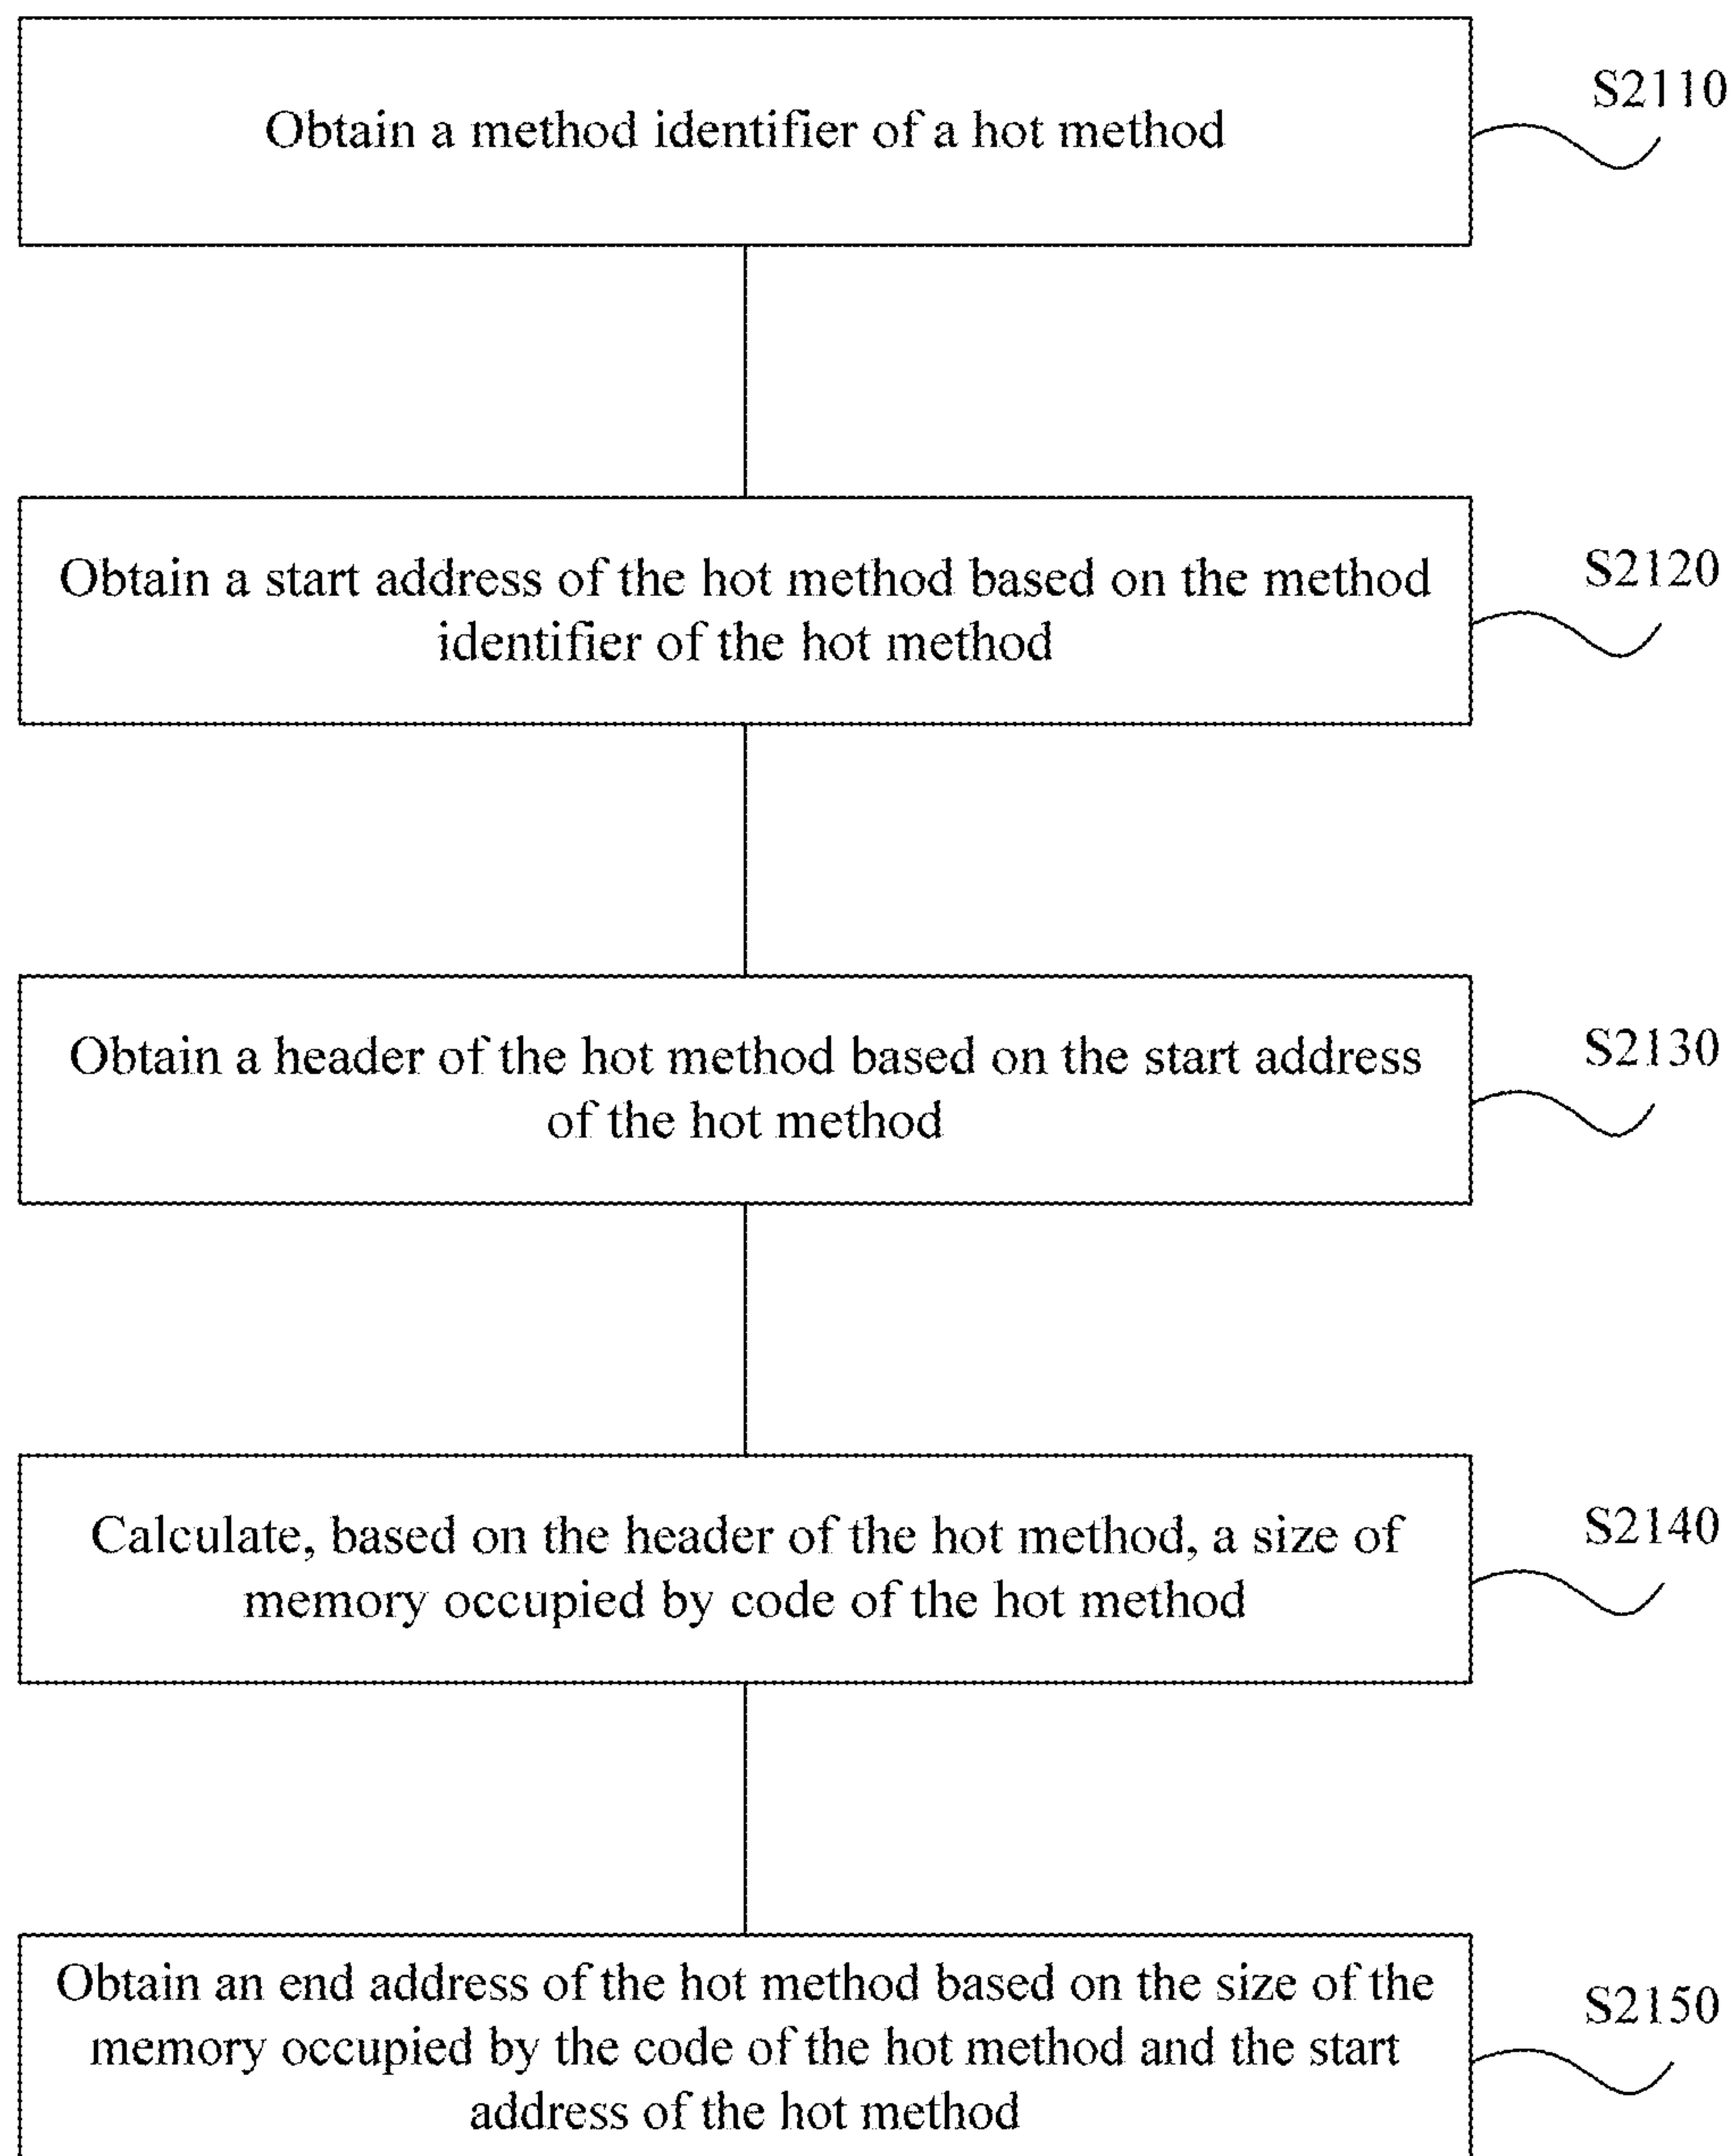 Obtain a method identifier of a hot method
S2110
Obtain a start address of the hot method based on the method
identifier of the hot method
S2120
Obtain a header of the hot method based on the start address
of the hot method
S2130
Calculate, based on the header of the hot method, a size of
memory occupied by code of the hot method
S2140
Obtain an end address of the hot method based on the size of the
memory occupied by the code of the hot method and the start
address of the hot method
S2150